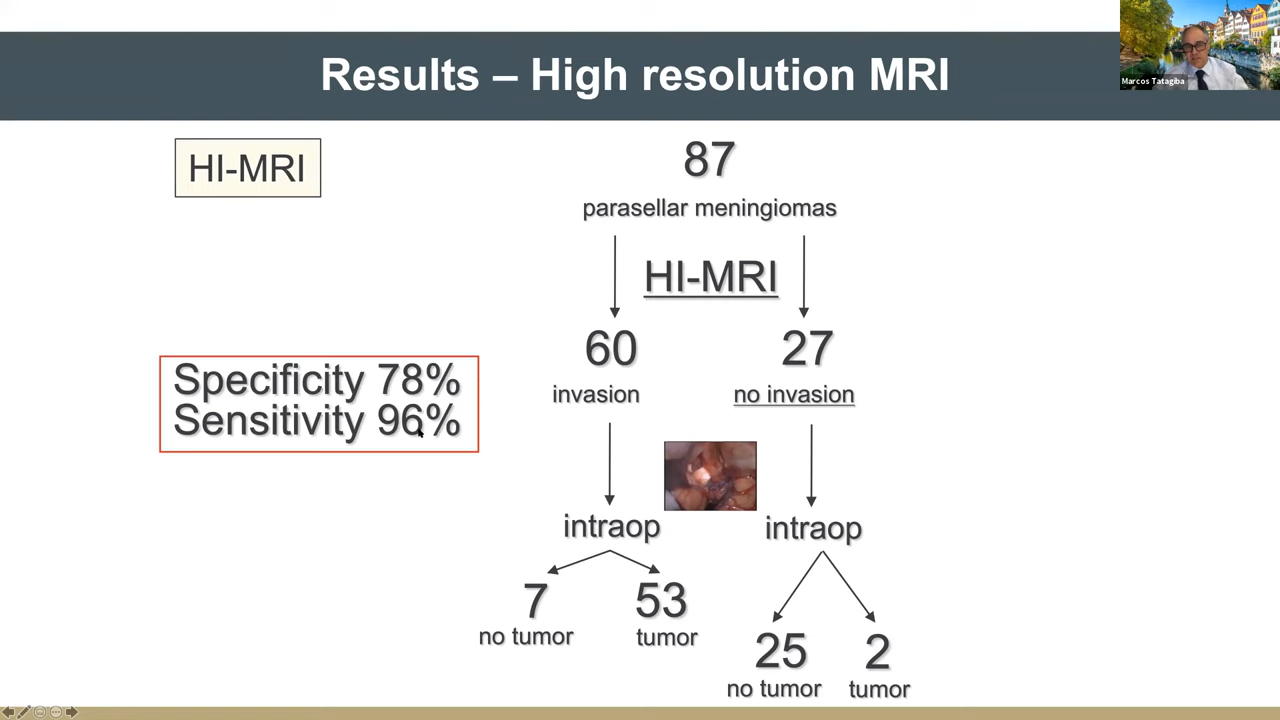 Results – High resolution MRI
Marcos Tatagiba
HI-MRI
87
parasellar meningiomas
HI-MRI
60
27
invasion
no invasion
Specificity 78%
Sensitivity 96%
intraop
intraop
7
53
no tumor
tumor
25
2
no tumor
tumor